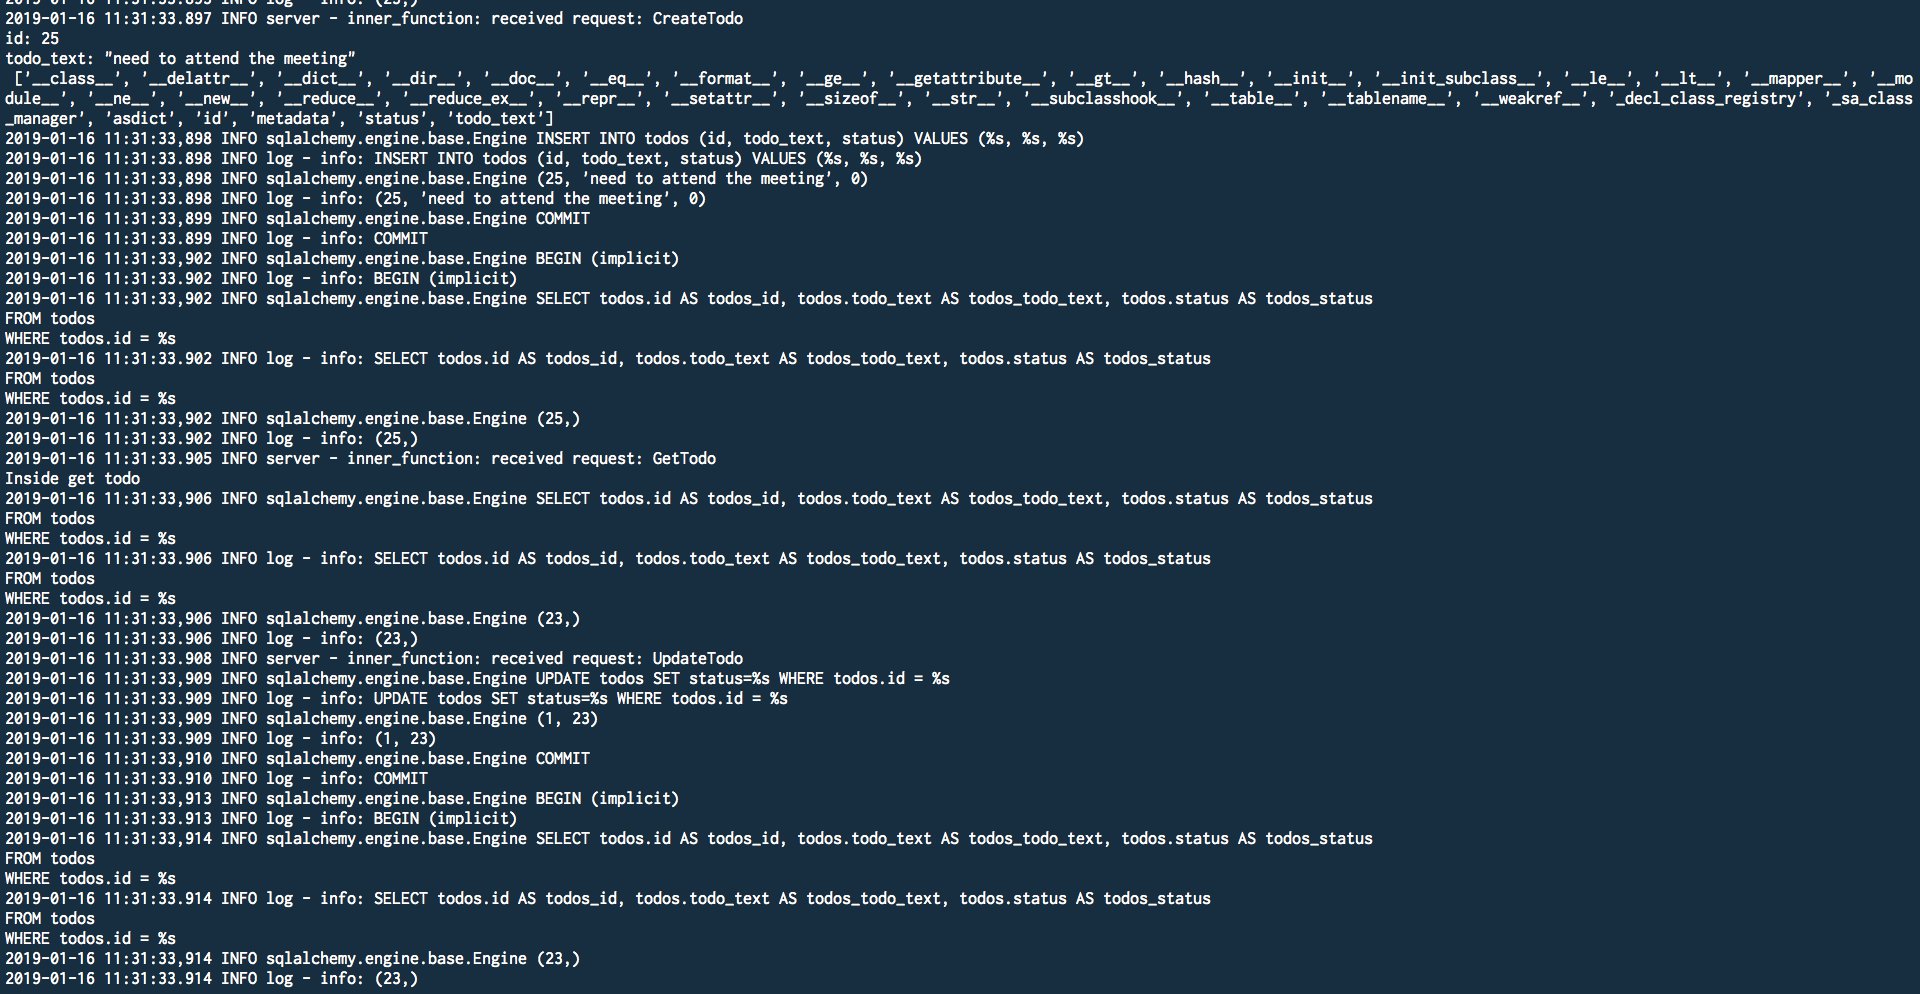 2019-01-16 11:31:33.893 INFO log - info: (23,)
2019-01-16 11:31:33.897 INFO server - inner_function: received request: CreateTodo
id: 25
todo_text: "need to attend the meeting"
 ['__class__', '__delattr__', '__dict__', '__dir__', '__doc__', '__eq__', '__format__', '__ge__', '__getattribute__', '__gt__', '__hash__', '__init__', '__init_subclass__', '__le__', '__lt__', '__mapper__', '__mo
dule__', '__ne__', '__new__', '__reduce__', '__reduce_ex__', '__repr__', '__setattr__', '__sizeof__', '__str__', '__subclasshook__', '__table__', '__tablename__', '__weakref__', '_decl_class_registry', '_sa_class
_manager', 'asdict', 'id', 'metadata', 'status', 'todo_text']
2019-01-16 11:31:33,898 INFO sqlalchemy.engine.base.Engine INSERT INTO todos (id, todo_text, status) VALUES (%s, %s, %s)
2019-01-16 11:31:33.898 INFO log - info: INSERT INTO todos (id, todo_text, status) VALUES (%s, %s, %s)
2019-01-16 11:31:33,898 INFO sqlalchemy.engine.base.Engine (25, 'need to attend the meeting', 0)
2019-01-16 11:31:33.898 INFO log - info: (25, 'need to attend the meeting', 0)
2019-01-16 11:31:33,899 INFO sqlalchemy.engine.base.Engine COMMIT
2019-01-16 11:31:33.899 INFO log - info: COMMIT
2019-01-16 11:31:33,902 INFO sqlalchemy.engine.base.Engine BEGIN (implicit)
2019-01-16 11:31:33.902 INFO log - info: BEGIN (implicit)
2019-01-16 11:31:33,902 INFO sqlalchemy.engine.base.Engine SELECT todos.id AS todos_id, todos.todo_text AS todos_todo_text, todos.status AS todos_status
FROM todos
WHERE todos.id = %s
2019-01-16 11:31:33.902 INFO log - info: SELECT todos.id AS todos_id, todos.todo_text AS todos_todo_text, todos.status AS todos_status
FROM todos
WHERE todos.id = %s
2019-01-16 11:31:33,902 INFO sqlalchemy.engine.base.Engine (25,)
2019-01-16 11:31:33.902 INFO log - info: (25,)
2019-01-16 11:31:33.905 INFO server - inner_function: received request: GetTodo
Inside get todo
2019-01-16 11:31:33,906 INFO sqlalchemy.engine.base.Engine SELECT todos.id AS todos_id, todos.todo_text AS todos_todo_text, todos.status AS todos_status
FROM todos
WHERE todos.id = %s
2019-01-16 11:31:33.906 INFO log - info: SELECT todos.id AS todos_id, todos.todo_text AS todos_todo_text, todos.status AS todos_status
FROM todos
WHERE todos.id = %s
2019-01-16 11:31:33,906 INFO sqlalchemy.engine.base.Engine (23,)
2019-01-16 11:31:33.906 INFO log - info: (23,)
2019-01-16 11:31:33.908 INFO server - inner_function: received request: UpdateTodo
2019-01-16 11:31:33,909 INFO sqlalchemy.engine.base.Engine UPDATE todos SET status=%s WHERE todos.id = %s
2019-01-16 11:31:33.909 INFO log - info: UPDATE todos SET status=%s WHERE todos.id = %s
2019-01-16 11:31:33,909 INFO sqlalchemy.engine.base.Engine (1, 23)
2019-01-16 11:31:33.909 INFO log - info: (1, 23)
2019-01-16 11:31:33,910 INFO sqlalchemy.engine.base.Engine COMMIT
2019-01-16 11:31:33.910 INFO log - info: COMMIT
2019-01-16 11:31:33,913 INFO sqlalchemy.engine.base.Engine BEGIN (implicit)
2019-01-16 11:31:33.913 INFO log - info: BEGIN (implicit)
2019-01-16 11:31:33,914 INFO sqlalchemy.engine.base.Engine SELECT todos.id AS todos_id, todos.todo_text AS todos_todo_text, todos.status AS todos_status
FROM todos
WHERE todos.id = %s
2019-01-16 11:31:33.914 INFO log - info: SELECT todos.id AS todos_id, todos.todo_text AS todos_todo_text, todos.status AS todos_status
FROM todos
WHERE todos.id = %s
2019-01-16 11:31:33,914 INFO sqlalchemy.engine.base.Engine (23,)
2019-01-16 11:31:33.914 INFO log - info: (23,)